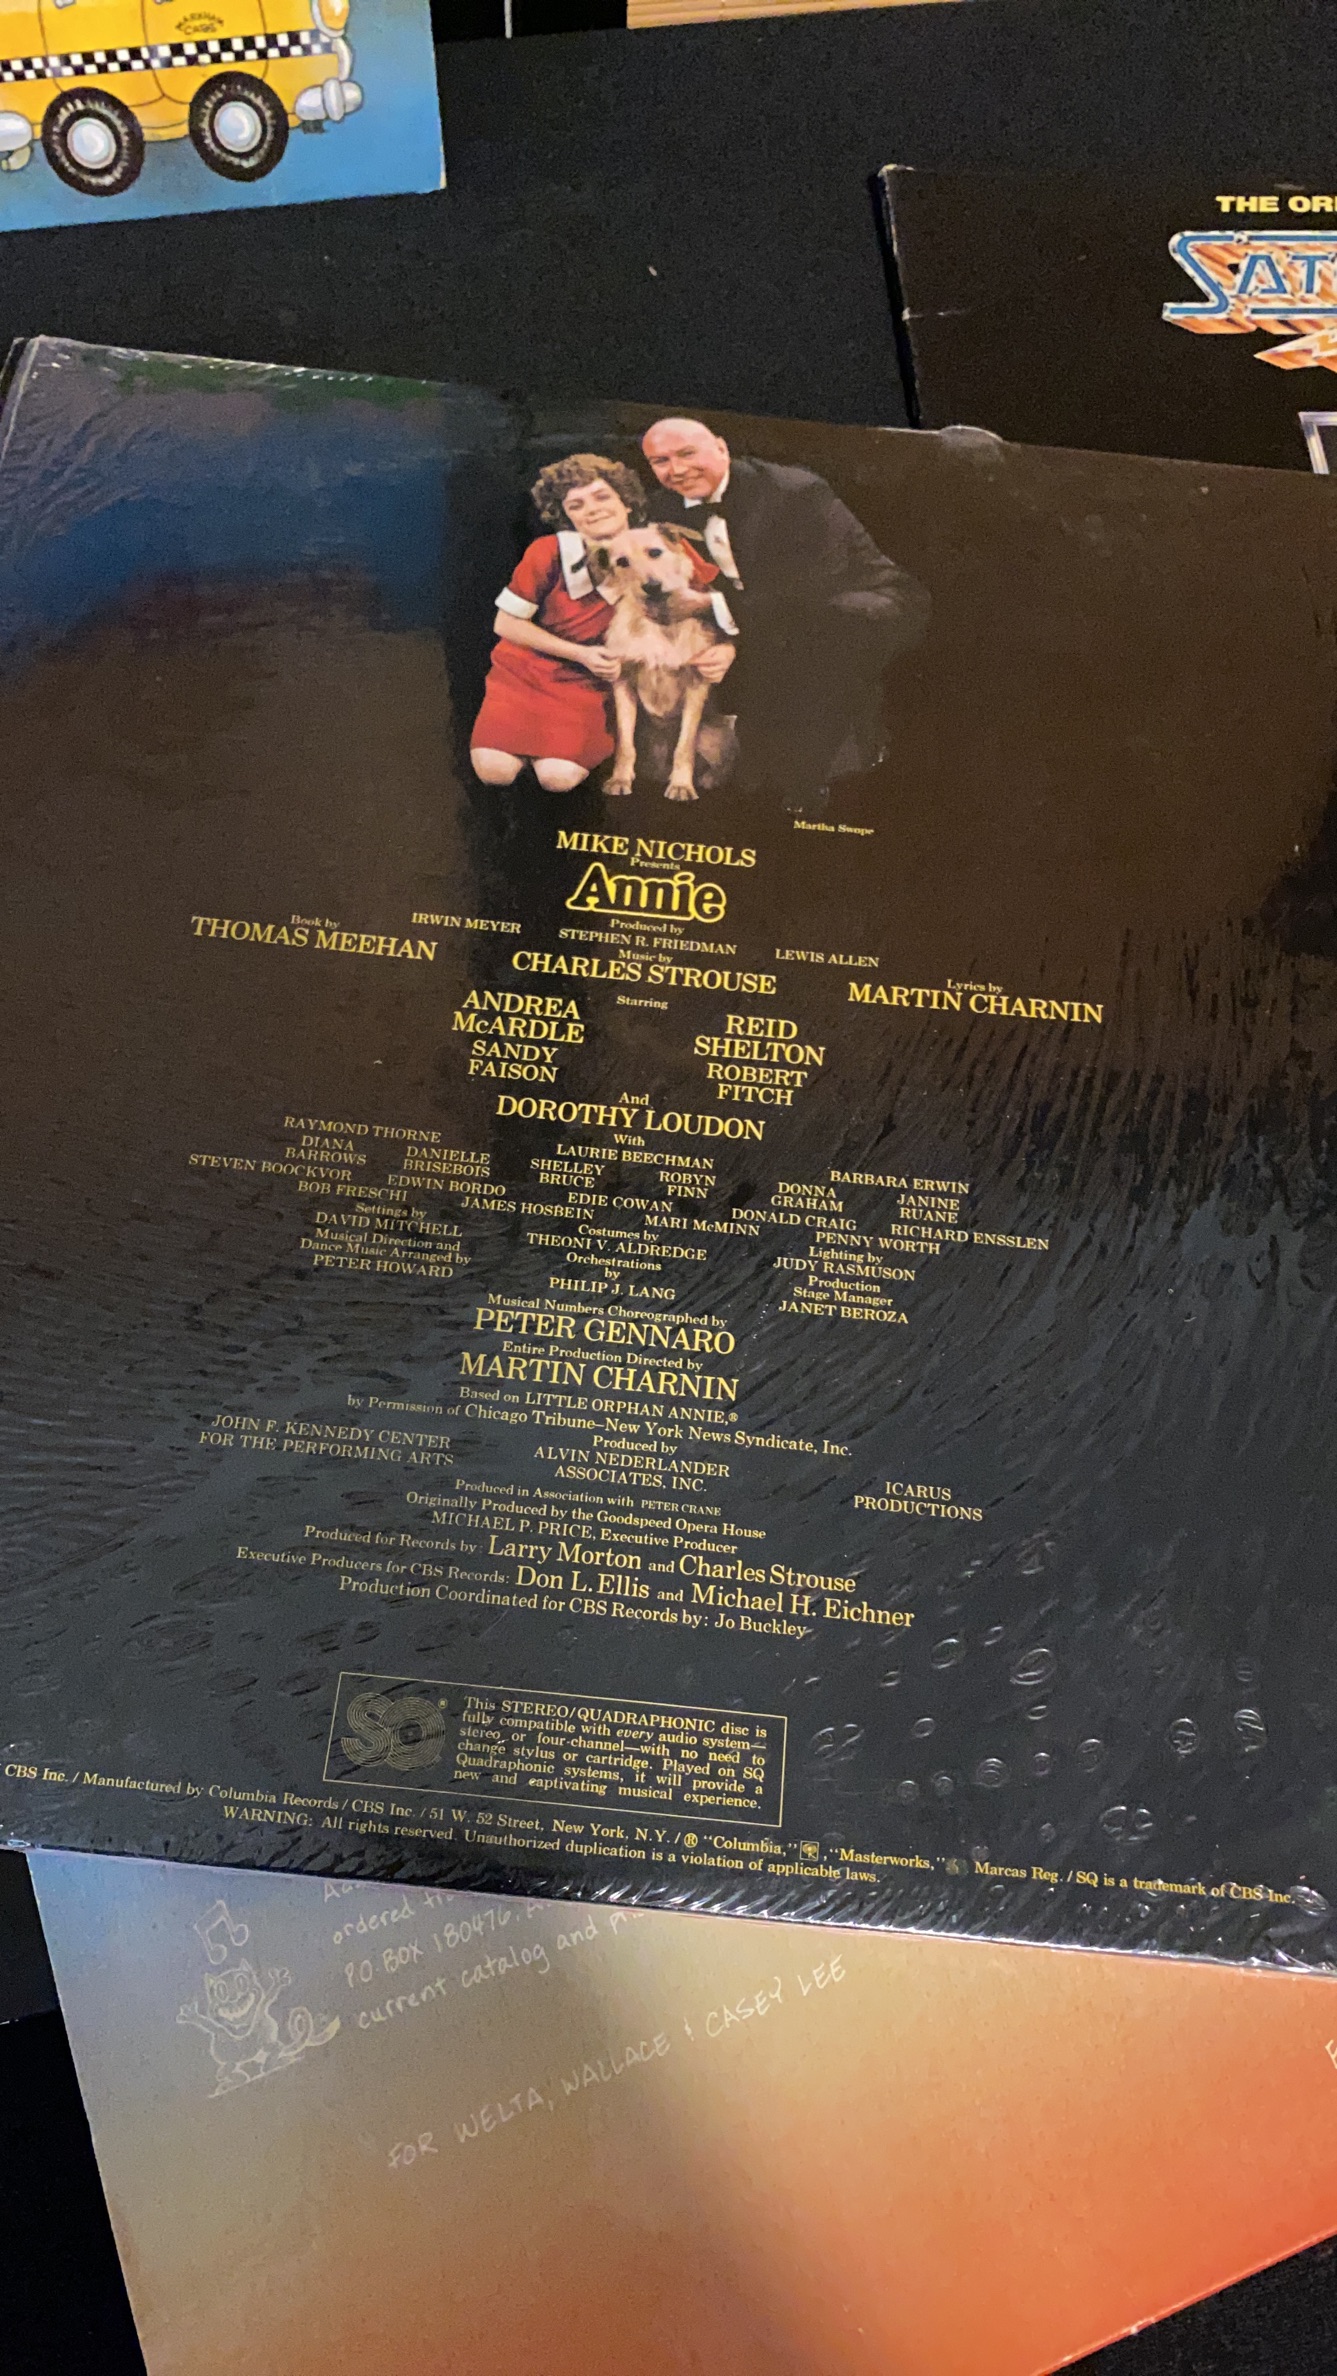 MARKHAM
CABS
THE ORI
SAT
Martha Swope
MIKE NICHOLS
Presents
Annie
Produced by
IRWIN MEYER STEPHEN R. FRIEDMAN LEWIS ALLEN
Book by
THOMAS MEEHAN
Music by
CHARLES STROUSE
Lyrics by
MARTIN CHARNIN
Starring
ANDREA
McARDLE
REID
SHELTON
SANDY
FAISON
ROBERT
FITCH
And
DOROTHY LOUDON
With
RAYMOND THORNE LAURIE BEECHMAN BARBARA ERWIN
DIANA
BARROWS
DANIELLE
BRISEBOIS
SHELLEY
BRUCE
ROBYN
FINN
DONNA
GRAHAM
JANINE
RUANE
STEVEN BOOCKVOR EDWIN BORDO EDIE COWAN DONALD CRAIG RICHARD ENSSLEN
BOB FRESCHI JAMES HOSBEIN MARI McMINN PENNY WORTH
Settings by
DAVID MITCHELL
Costumes by
THEONI V. ALDREDGE
Lighting by
JUDY RASMUSON
Musical Direction and
Dance Music Arranged by
PETER HOWARD
Orchestrations
by
PHILIP J. LANG
Production
Stage Manager
JANET BEROZA
Musical Numbers Choreographed by
PETER GENNARO
Entire Production Directed by
MARTIN CHARNIN
Based on LITTLE ORPHAN ANNIE,®
by Permission of Chicago Tribune–New York News Syndicate, Inc.
Produced by
JOHN F. KENNEDY CENTER
FOR THE PERFORMING ARTS
ALVIN NEDERLANDER
ASSOCIATES, INC.
ICARUS
PRODUCTIONS
Produced in Association with PETER CRANE
Originally Produced by the Goodspeed Opera House
MICHAEL P. PRICE, Executive Producer
Produced for Records by: Larry Morton and Charles Strouse
Executive Producers for CBS Records: Don L. Ellis and Michael H. Eichner
Production Coordinated for CBS Records by: Jo Buckley
SQ®
This STEREO/QUADRAPHONIC disc is
fully compatible with every audio system—
stereo or four-channel—with no need to
change stylus or cartridge. Played on SQ
Quadraphonic systems, it will provide a
new and captivating musical experience.
CBS Inc. / Manufactured by Columbia Records / CBS Inc. / 51 W. 52 Street, New York, N.Y. / ® "Columbia," , "Masterworks," Marcas Reg. / SQ is a trademark of CBS Inc.
WARNING: All rights reserved. Unauthorized duplication is a violation of applicable laws.
ordered
P.O. BOX 180476.
current catalog and
FOR WELTA, WALLACE & CASEY LEE